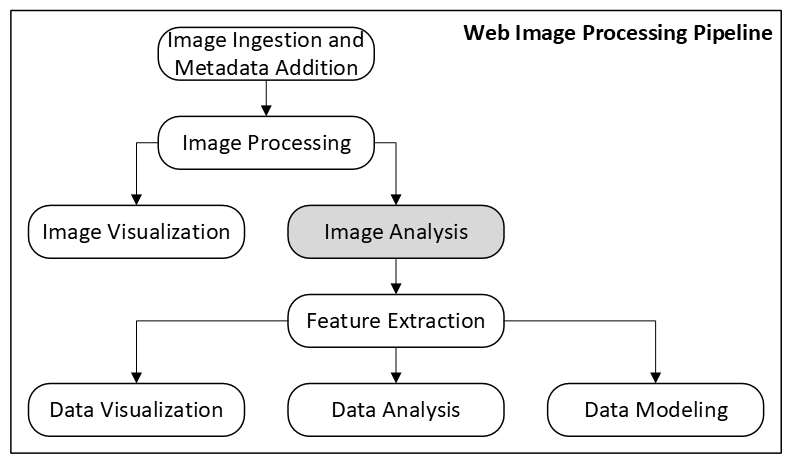 Web Image Processing Pipeline
Image Ingestion and
Metadata Addition
Image Processing
Image Visualization
Image Analysis
Feature Extraction
Data Visualization
Data Analysis
Data Modeling